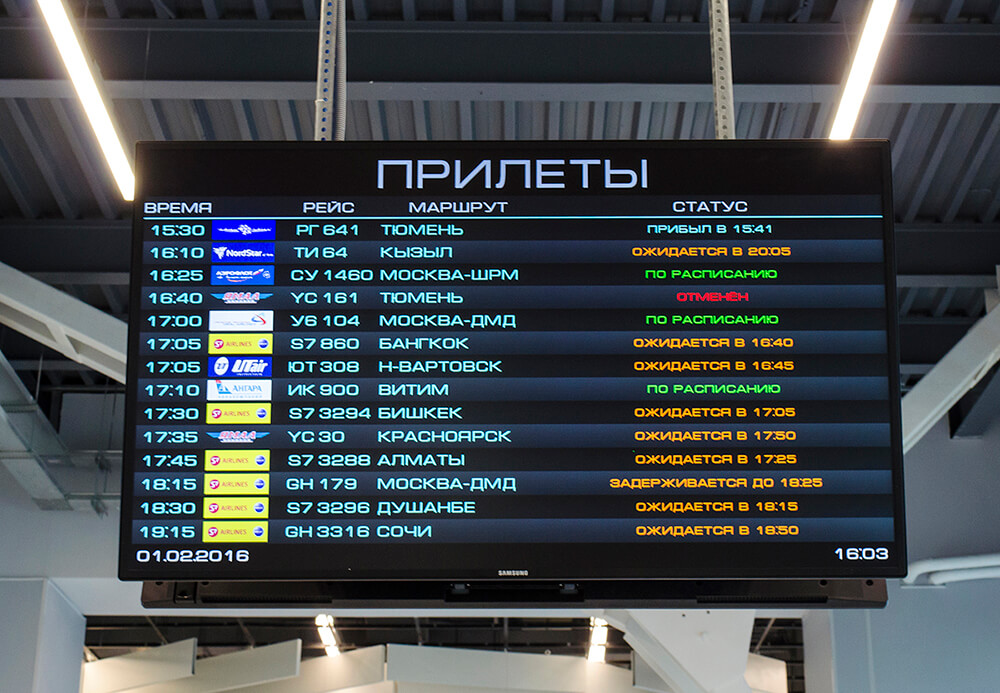 ПРИЛЕТЫ
ВРЕМЯ РЕЙС МАРШРУТ СТАТУС
15:30 РГ 641 ТЮМЕНЬ ПРИБЫЛ В 15:41
16:10 NordStar ТИ 64 КЫЗЫЛ ОЖИДАЕТСЯ В 20:05
16:25 АЭРОФЛОТ СУ 1460 МОСКВА-ШРМ ПО РАСПИСАНИЮ
16:40 ЯМАЛ YC 161 ТЮМЕНЬ ОТМЕНЁН
17:00 У6 104 МОСКВА-ДМД ПО РАСПИСАНИЮ
17:05 S7 AIRLINES S7 860 БАНГКОК ОЖИДАЕТСЯ В 16:40
17:05 UTair ЮТ 308 Н-ВАРТОВСК ОЖИДАЕТСЯ В 16:45
17:10 АНГАРА ИК 900 ВИТИМ ПО РАСПИСАНИЮ
17:30 S7 AIRLINES S7 3294 БИШКЕК ОЖИДАЕТСЯ В 17:05
17:35 ЯМАЛ YC 30 КРАСНОЯРСК ОЖИДАЕТСЯ В 17:50
17:45 S7 AIRLINES S7 3288 АЛМАТЫ ОЖИДАЕТСЯ В 17:25
18:15 S7 AIRLINES GH 179 МОСКВА-ДМД ЗАДЕРЖИВАЕТСЯ ДО 18:25
18:30 S7 AIRLINES S7 3296 ДУШАНБЕ ОЖИДАЕТСЯ В 18:15
19:15 S7 AIRLINES GH 3316 СОЧИ ОЖИДАЕТСЯ В 18:50
01.02.2016 16:03
SAMSUNG